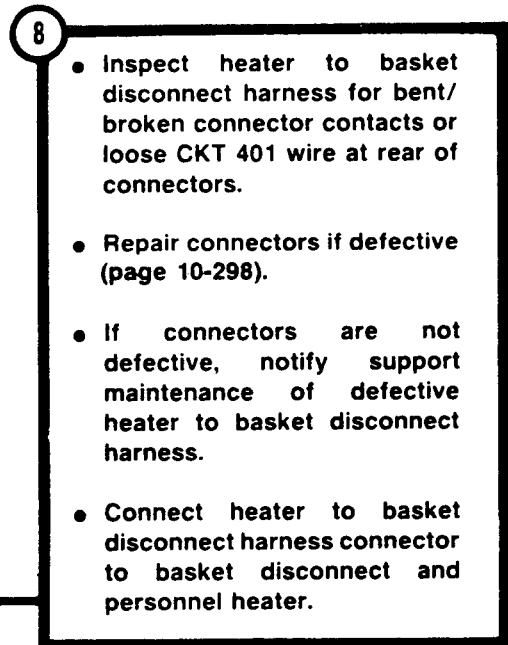 8
● Inspect heater to basket
disconnect harness for bent/
broken connector contacts or
loose CKT 401 wire at rear of
connectors.
● Repair connectors if defective
(page 10-298).
● If connectors are not
defective, notify support
maintenance of defective
heater to basket disconnect
harness.
● Connect heater to basket
disconnect harness connector
to basket disconnect and
personnel heater.